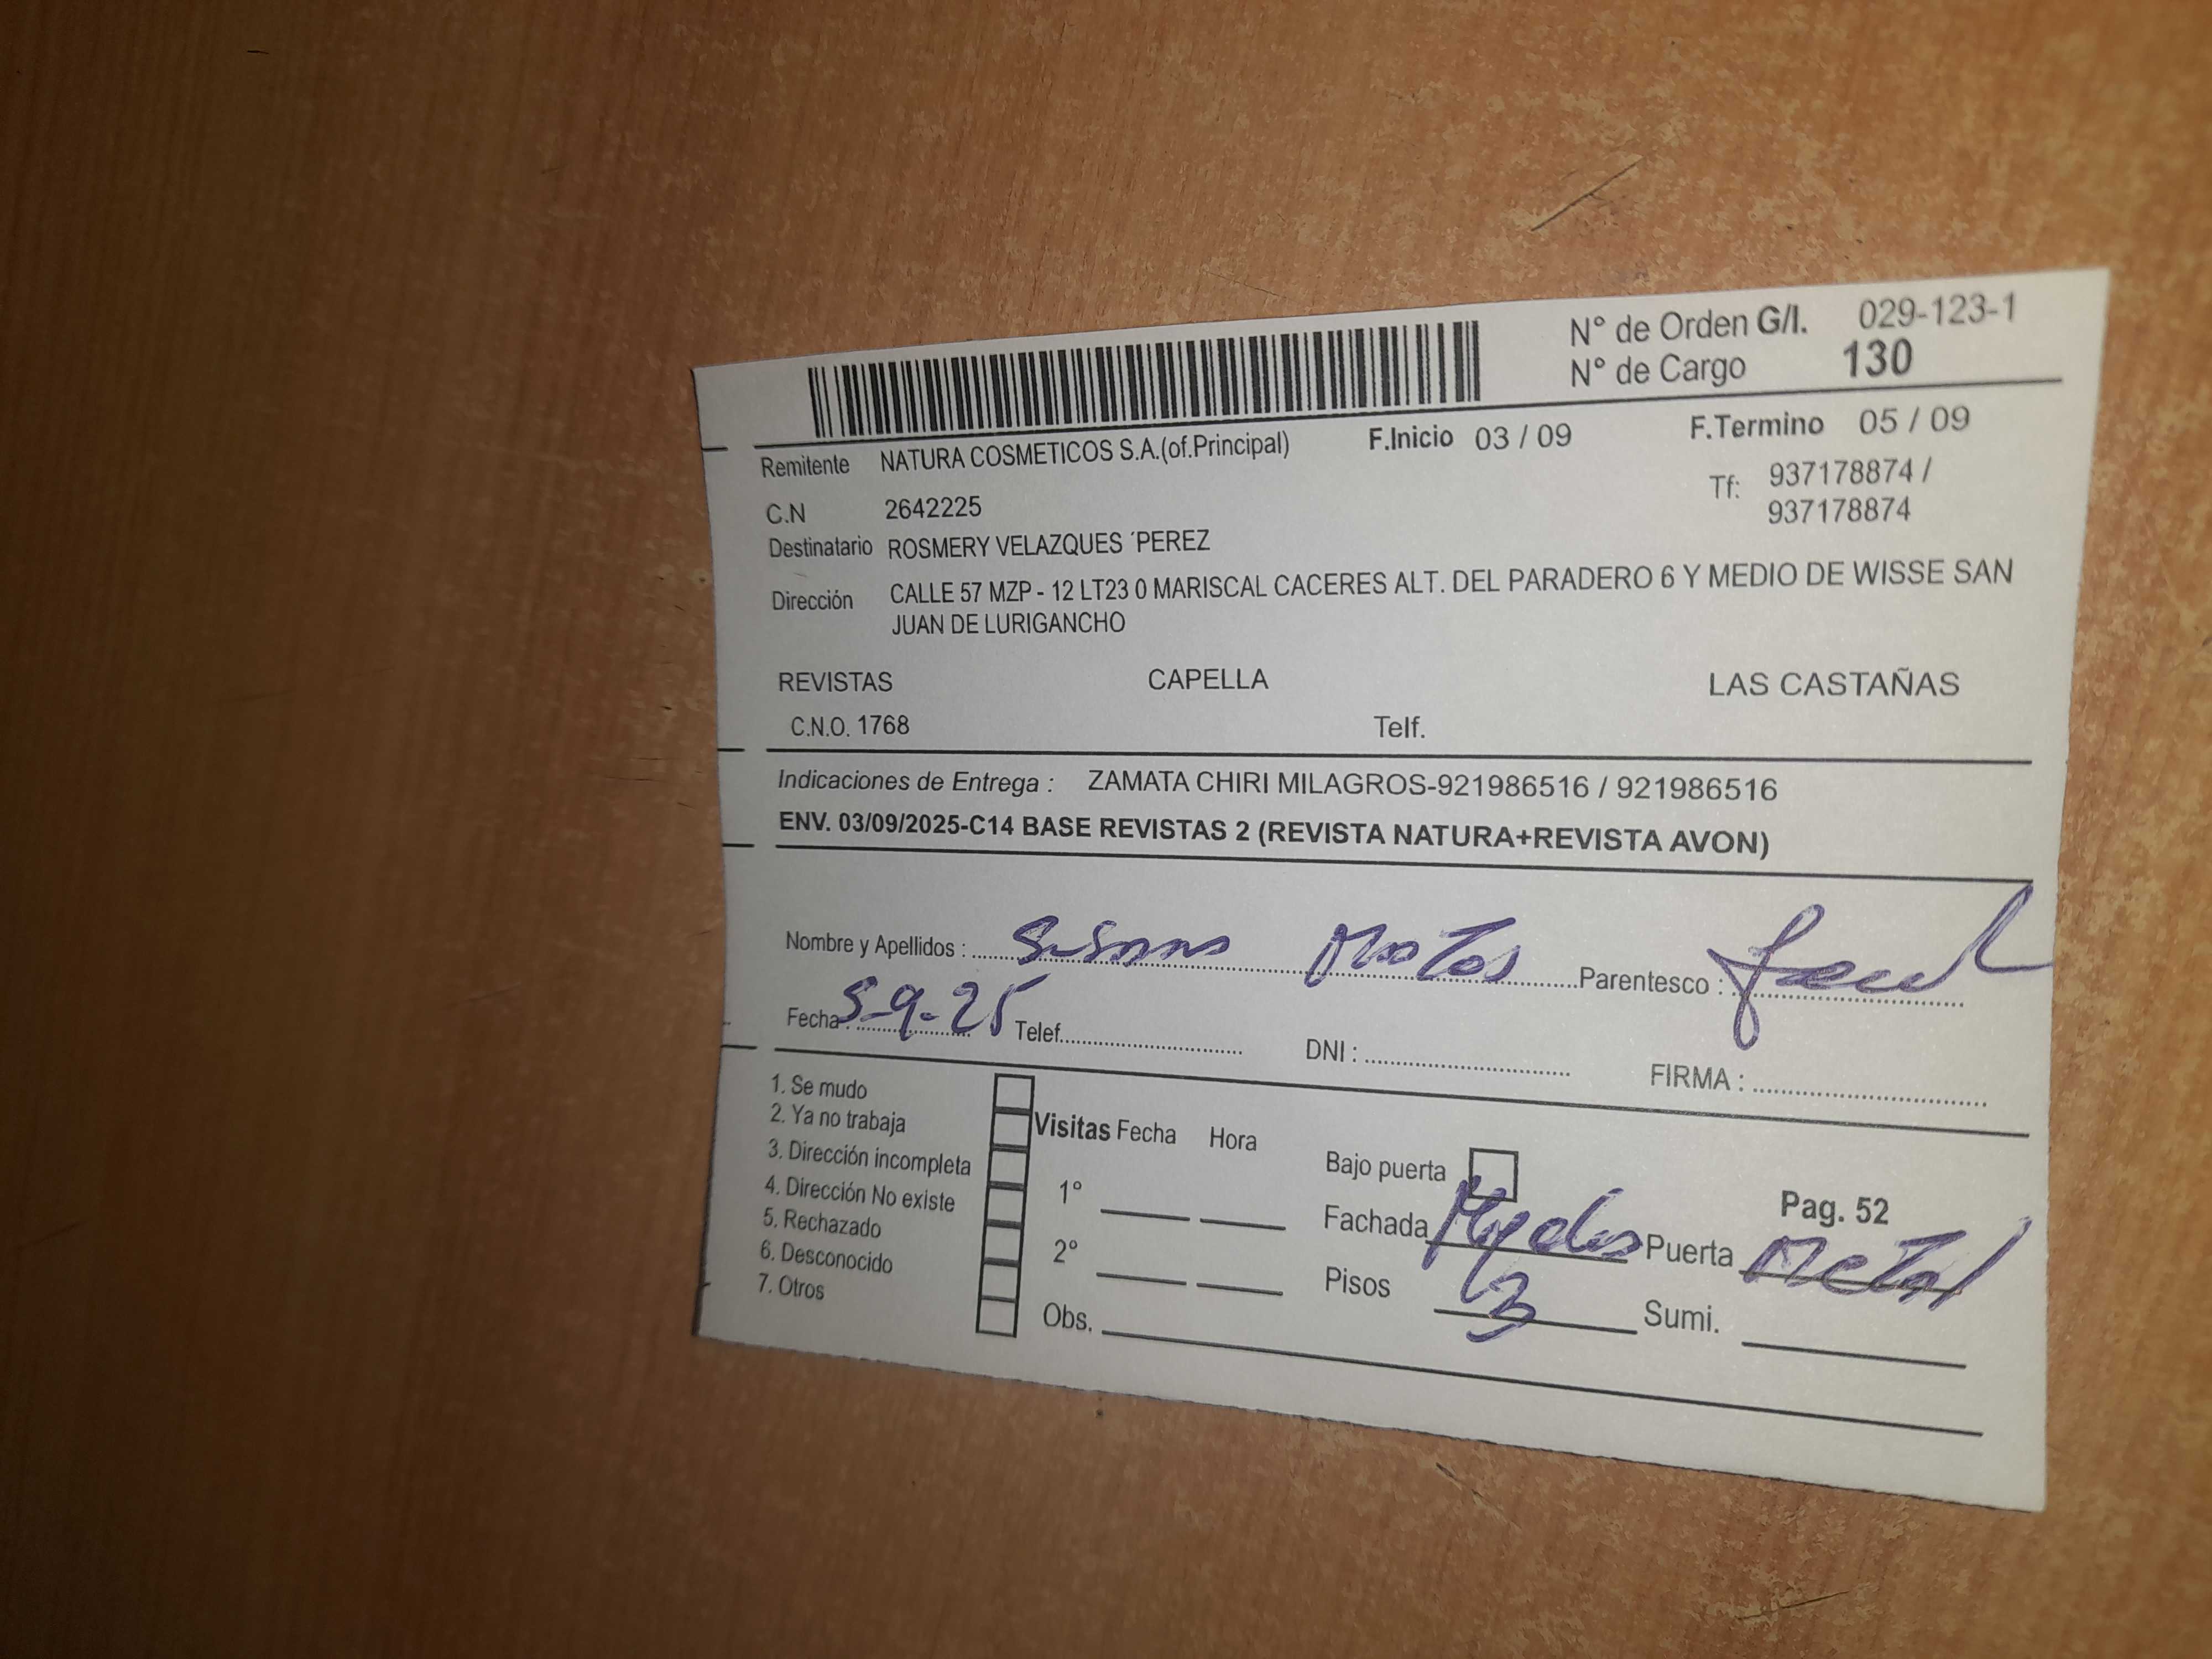 N° de Orden G/I. 029-123-1
N° de Cargo 130
Remitente NATURA COSMETICOS S.A.(of.Principal) F.Inicio 03 / 09 F.Termino 05 / 09
C.N 2642225 Tf: 937178874 /
937178874
Destinatario ROSMERY VELAZQUES ´PEREZ
Dirección CALLE 57 MZP - 12 LT23 0 MARISCAL CACERES ALT. DEL PARADERO 6 Y MEDIO DE WISSE SAN
JUAN DE LURIGANCHO
REVISTAS CAPELLA LAS CASTAÑAS
C.N.O. 1768 Telf.
Indicaciones de Entrega : ZAMATA CHIRI MILAGROS-921986516 / 921986516
ENV. 03/09/2025-C14 BASE REVISTAS 2 (REVISTA NATURA+REVISTA AVON)
Nombre y Apellidos : Susana Matos Parentesco :
Fecha : 5-9-25 Telef. DNI : FIRMA :
1. Se mudo
2. Ya no trabaja
3. Dirección incompleta
4. Dirección No existe
5. Rechazado
6. Desconocido
7. Otros
Visitas Fecha Hora
1°
2°
Obs.
Bajo puerta
Pag. 52
Fachada Puerta Metal
Pisos 3 Sumi.